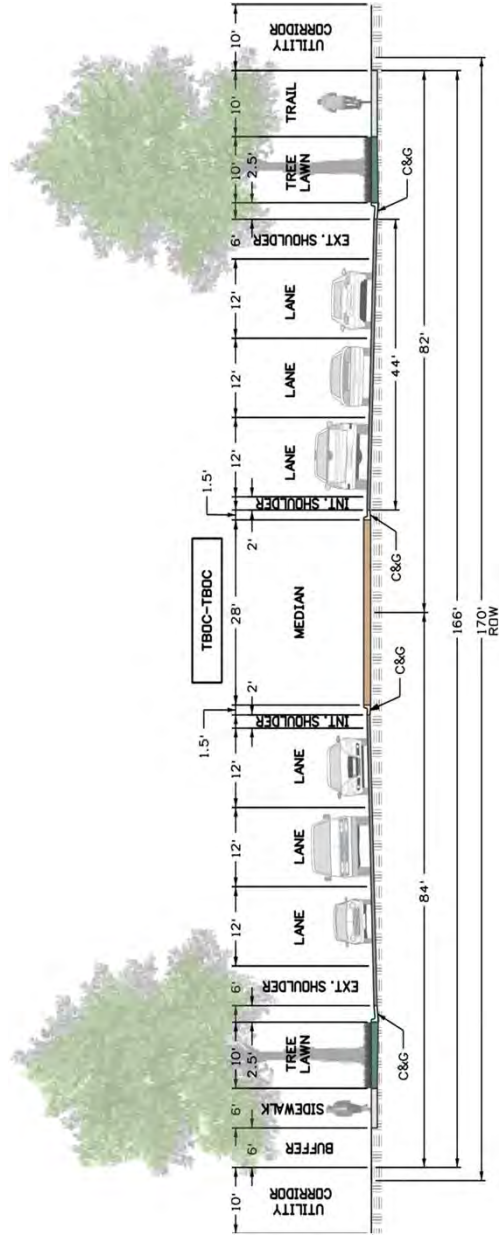 TBOC-TBOC
1.5'
1.5'
10'
6'
6'
10'
2.5'
6'
12'
12'
12'
2'
28'
2'
12'
12'
12'
6'
2.5'
10'
10'
10'
UTILITY
CORRIDOR
BUFFER
SIDEWALK
TREE
LAWN
EXT. SHOULDER
LANE
LANE
LANE
INT. SHOULDER
MEDIAN
INT. SHOULDER
LANE
LANE
LANE
EXT. SHOULDER
TREE
LAWN
TRAIL
UTILITY
CORRIDOR
C&G
C&G
C&G
C&G
44'
84'
82'
166'
170'
ROW